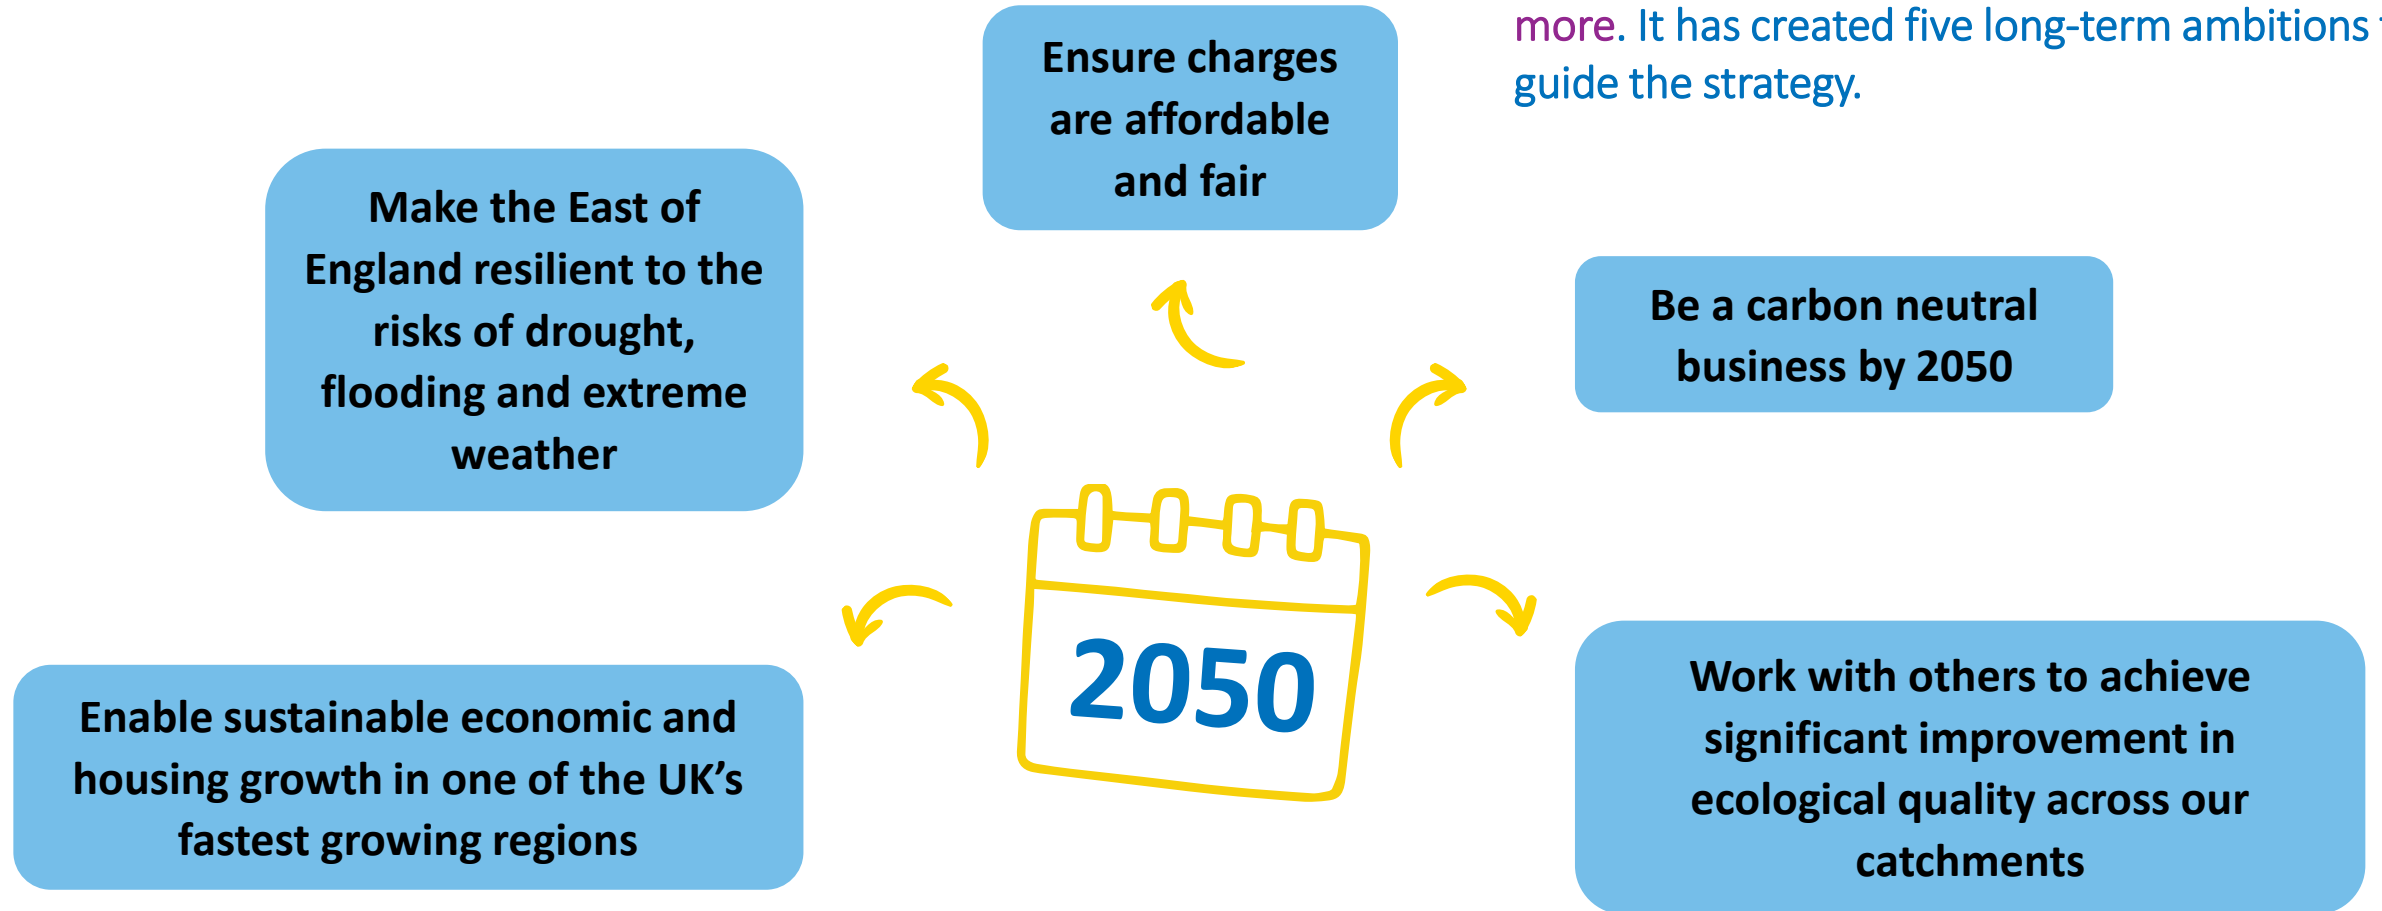 more. It has created five long-term ambitions
guide the strategy.
Ensure charges
are affordable
and fair
Make the East of
England resilient to the
risks of drought,
flooding and extreme
weather
Be a carbon neutral
business by 2050
2050
Enable sustainable economic and
housing growth in one of the UK’s
fastest growing regions
Work with others to achieve
significant improvement in
ecological quality across our
catchments